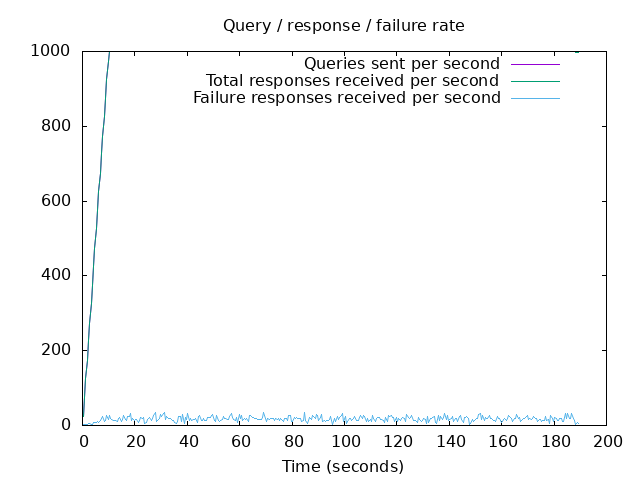 Query / response / failure rate
1000
800
600
400
200
0
Queries sent per second
Total responses received per second
Failure responses received per second
0 20 40 60 80 100 120 140 160 180 200
Time (seconds)